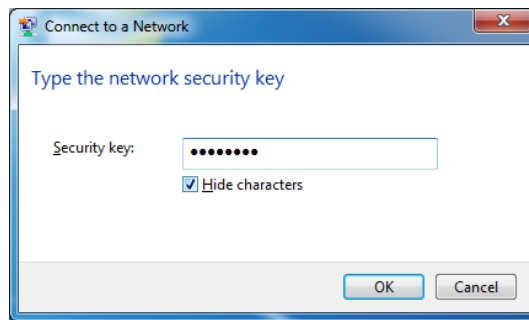 Connect to a Network
Type the network security key
Security key: ••••••••
Hide characters
OK Cancel